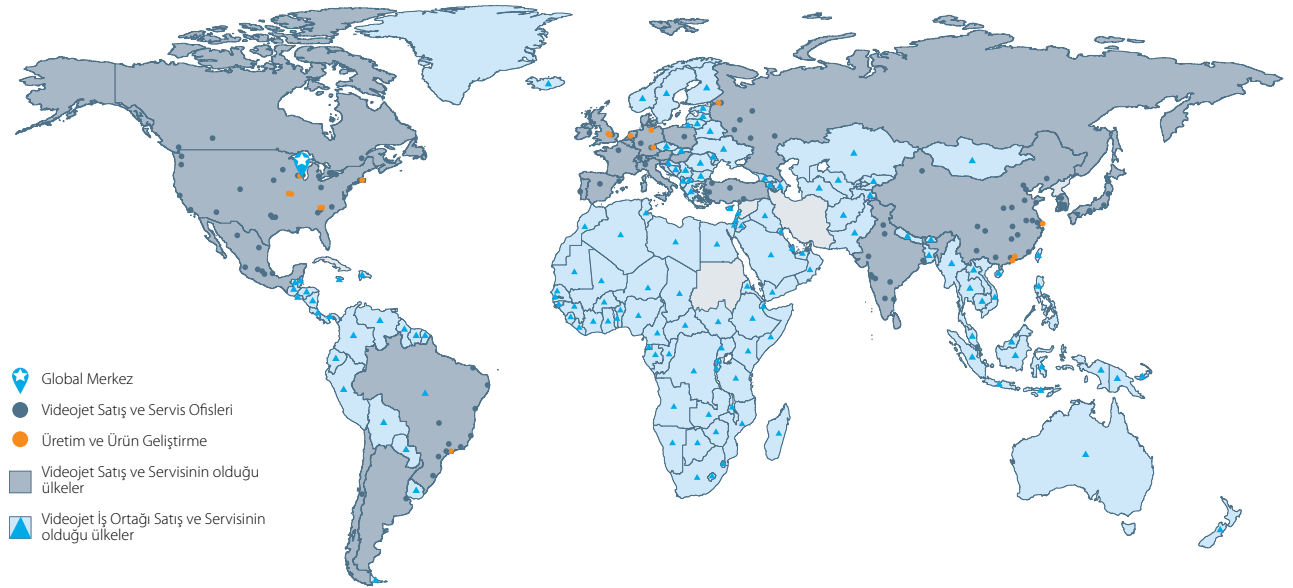 Global Merkez
Videojet Satış ve Servis Ofisleri
Üretim ve Ürün Geliştirme
Videojet Satış ve Servisinin olduğu
ülkeler
Videojet İş Ortağı Satış ve Servisinin
olduğu ülkeler